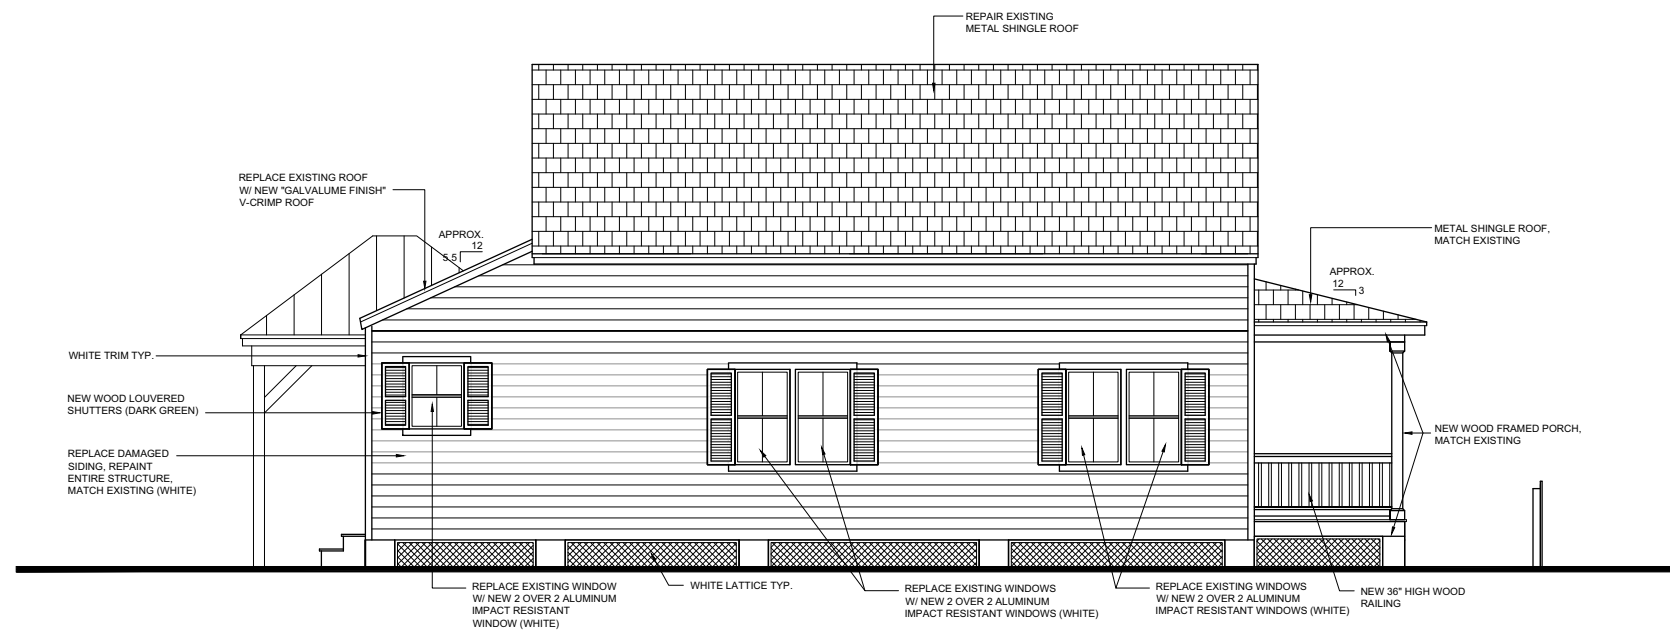 REPAIR EXISTING
METAL SHINGLE ROOF
REPLACE EXISTING ROOF
W/ NEW "GALVALUME FINISH"
V-CRIMP ROOF
APPROX.
12
5.5
METAL SHINGLE ROOF,
MATCH EXISTING
APPROX.
12
3
WHITE TRIM TYP.
NEW WOOD LOUVERED
SHUTTERS (DARK GREEN)
REPLACE DAMAGED
SIDING, REPAINT
ENTIRE STRUCTURE,
MATCH EXISTING (WHITE)
NEW WOOD FRAMED PORCH,
MATCH EXISTING
REPLACE EXISTING WINDOW
W/ NEW 2 OVER 2 ALUMINUM
IMPACT RESISTANT
WINDOW (WHITE)
WHITE LATTICE TYP.
REPLACE EXISTING WINDOWS
W/ NEW 2 OVER 2 ALUMINUM
IMPACT RESISTANT WINDOWS (WHITE)
REPLACE EXISTING WINDOWS
W/ NEW 2 OVER 2 ALUMINUM
IMPACT RESISTANT WINDOWS (WHITE)
NEW 36" HIGH WOOD
RAILING